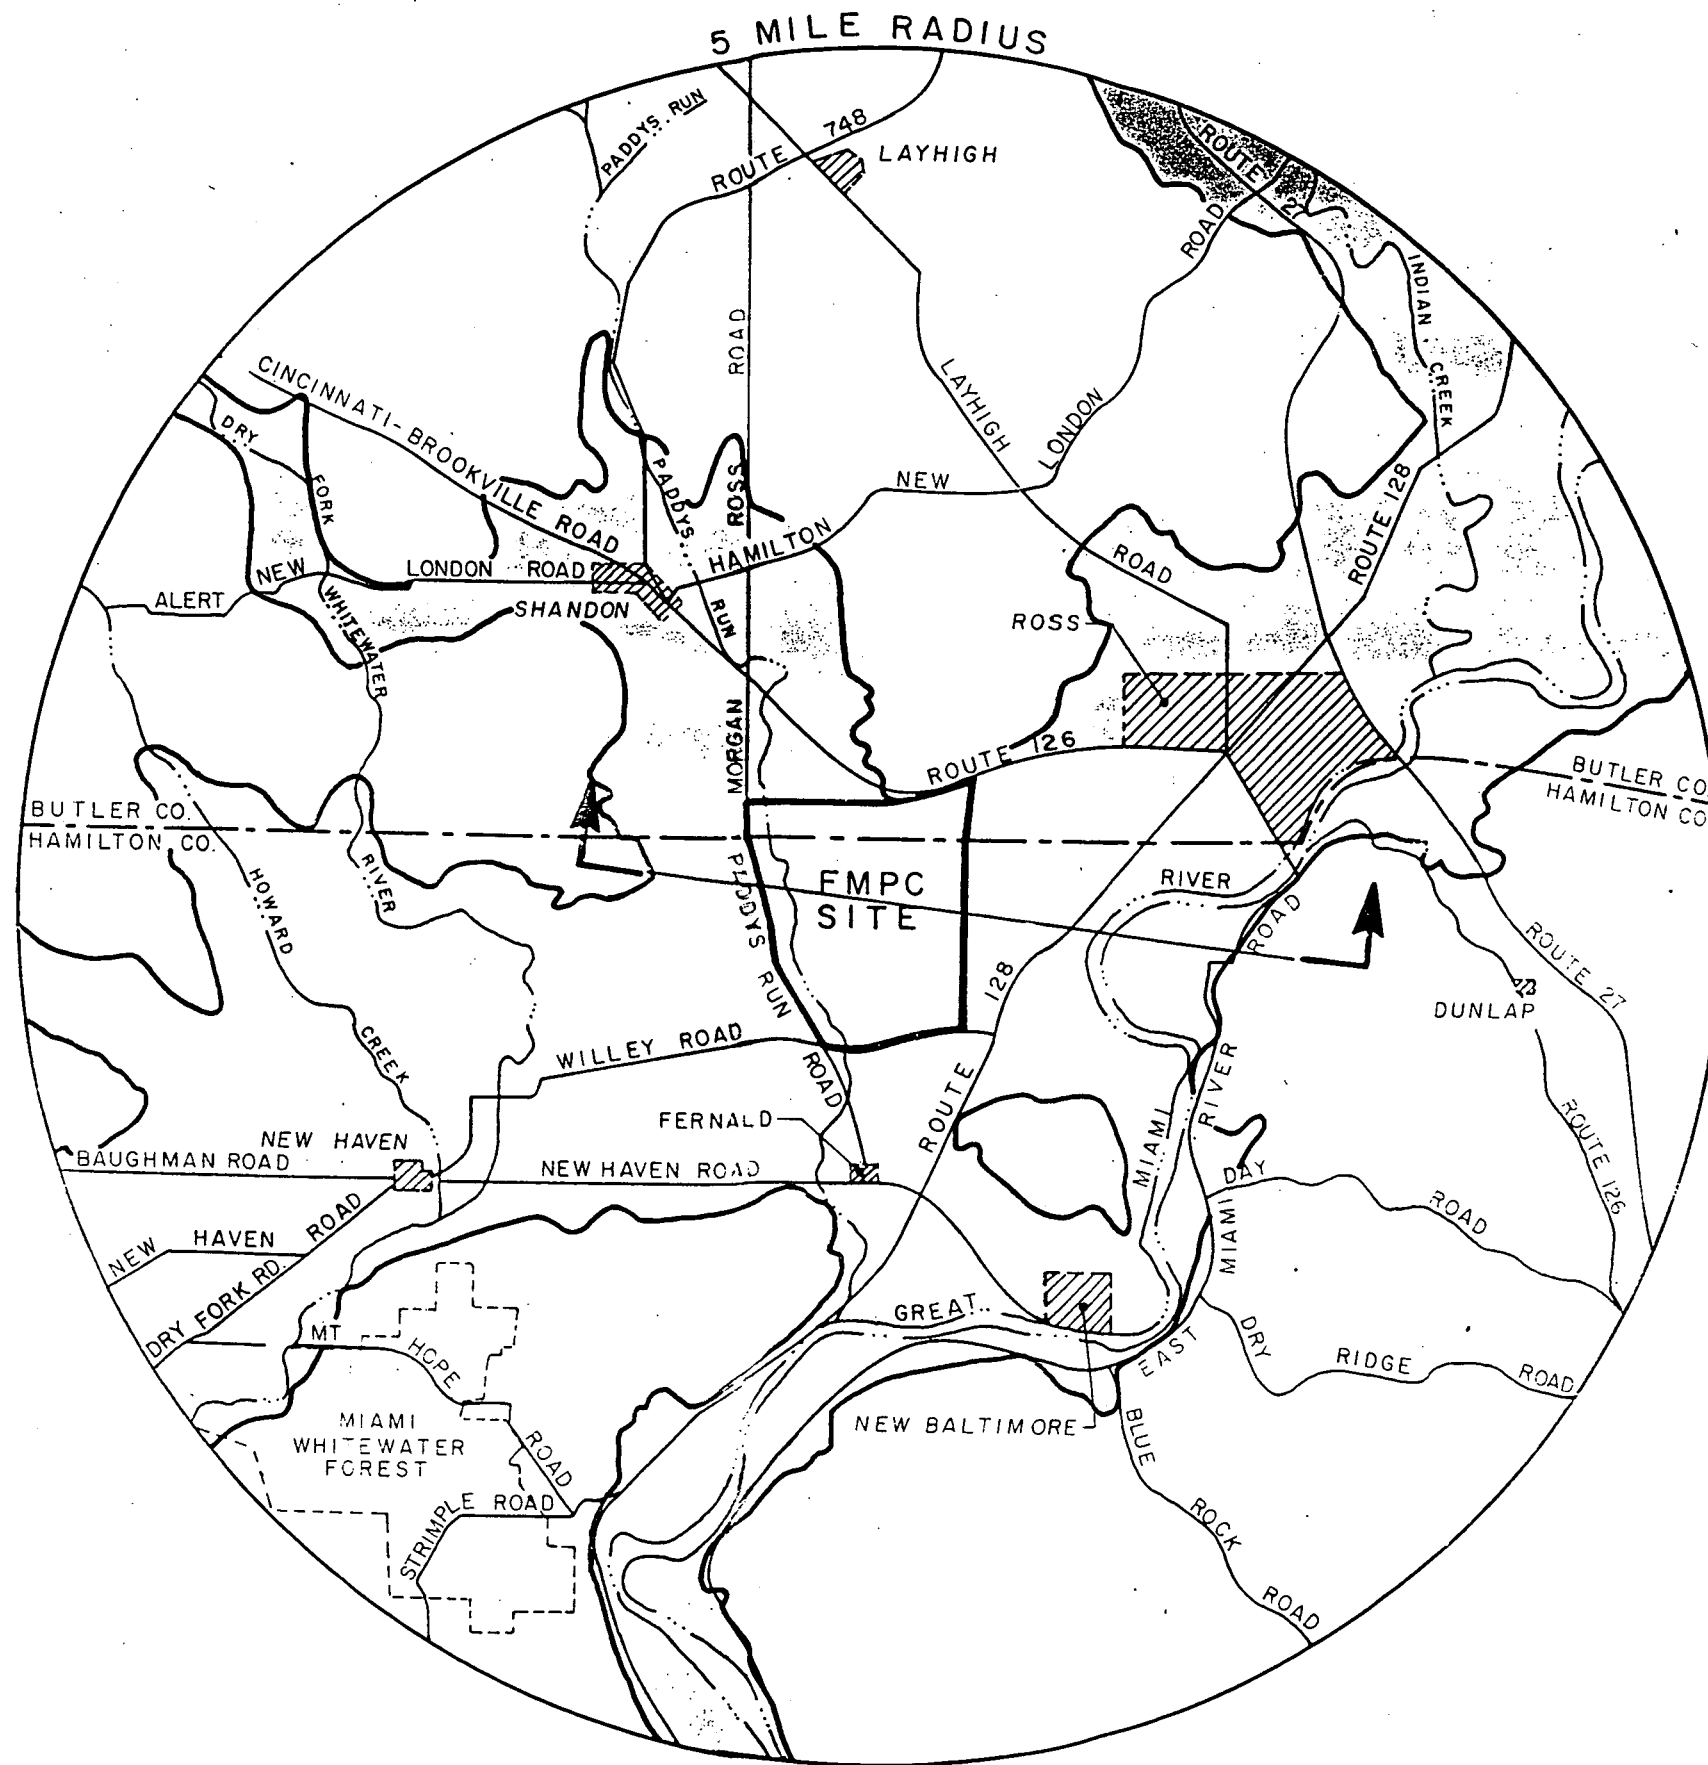 5 MILE RADIUS
PADDYS RUN
ROUTE 748
LAYHIGH
ROUTE 27
ROAD
INDIAN
CREEK
ROAD
CINCINNATI-BROOKVILLE ROAD
DRY
FORK
LAYHIGH
LONDON
NEW
HAMILTON
ROSS
PADDYS
RUN
ROUTE 128
ROAD
ALERT
NEW
LONDON ROAD
SHANDON
WHITEWATER
ROSS
MORGAN
ROUTE 126
BUTLER CO.
HAMILTON CO.
BUTLER CO.
HAMILTON CO.
HOWARD
RIVER
PADDYS RUN
FMPC
SITE
RIVER
ROAD
ROUTE 27
128
DUNLAP
CREEK
WILLEY ROAD
ROAD
ROUTE
RIVER
MIAMI
FERNALD
NEW HAVEN
BAUGHMAN ROAD
NEW HAVEN ROAD
ROUTE 126
DAY
ROAD
MIAMI
NEW HAVEN ROAD
DRY FORK RD.
MT
HOPE
GREAT
EAST
DRY
RIDGE
ROAD
NEW BALTIMORE
MIAMI
WHITEWATER
FOREST
ROAD
STRIMPLE ROAD
BLUE
ROCK
ROAD